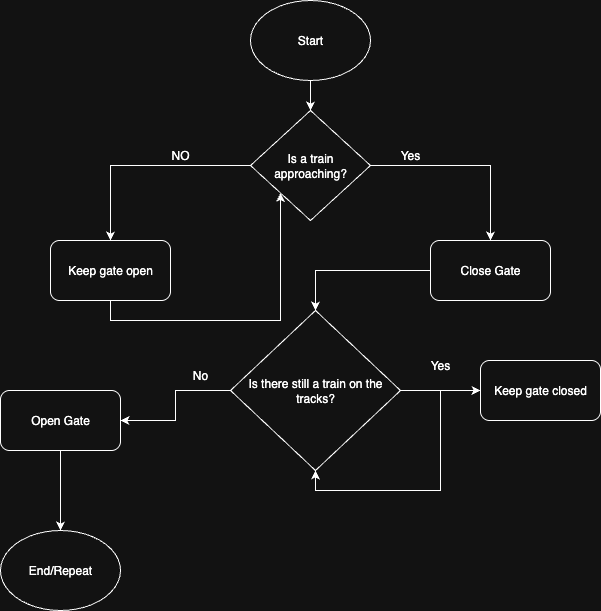 Start
Is a train
approaching?
NO
Yes
Keep gate open
Close Gate
Is there still a train on the
tracks?
No
Yes
Keep gate closed
Open Gate
End/Repeat